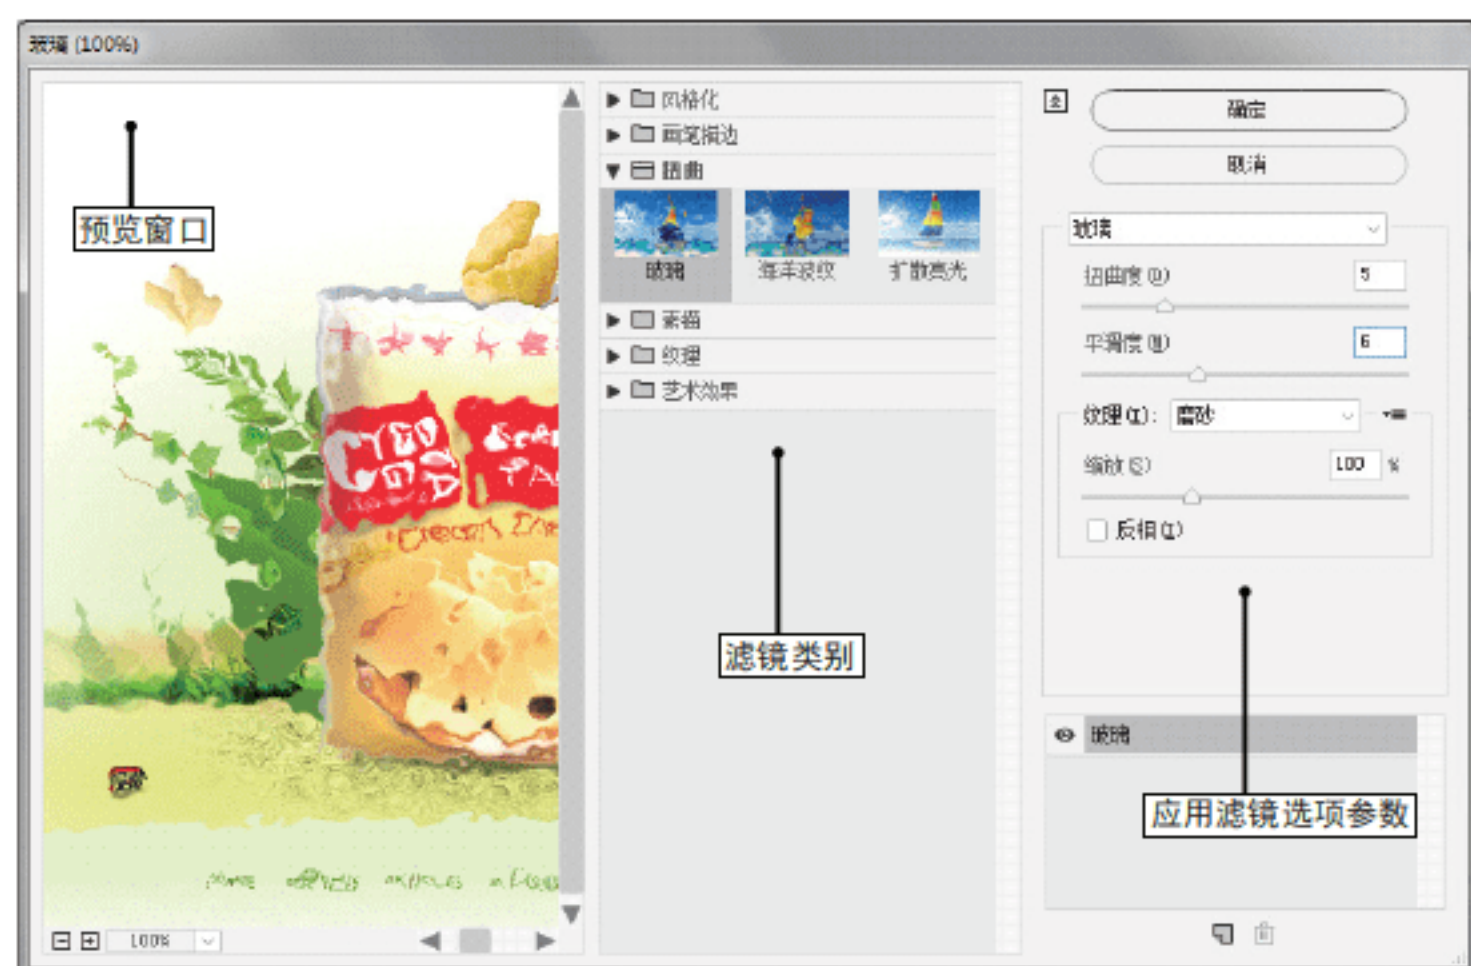 玻璃 (100%)
预览窗口
100%
风格化
画笔描边
扭曲
玻璃
海洋波纹
扩散亮光
素描
纹理
艺术效果
滤镜类别
确定
取消
玻璃
扭曲度(D) 5
平滑度(M) 6
纹理(T): 磨砂
缩放(S) 100 %
反相(I)
玻璃
应用滤镜选项参数